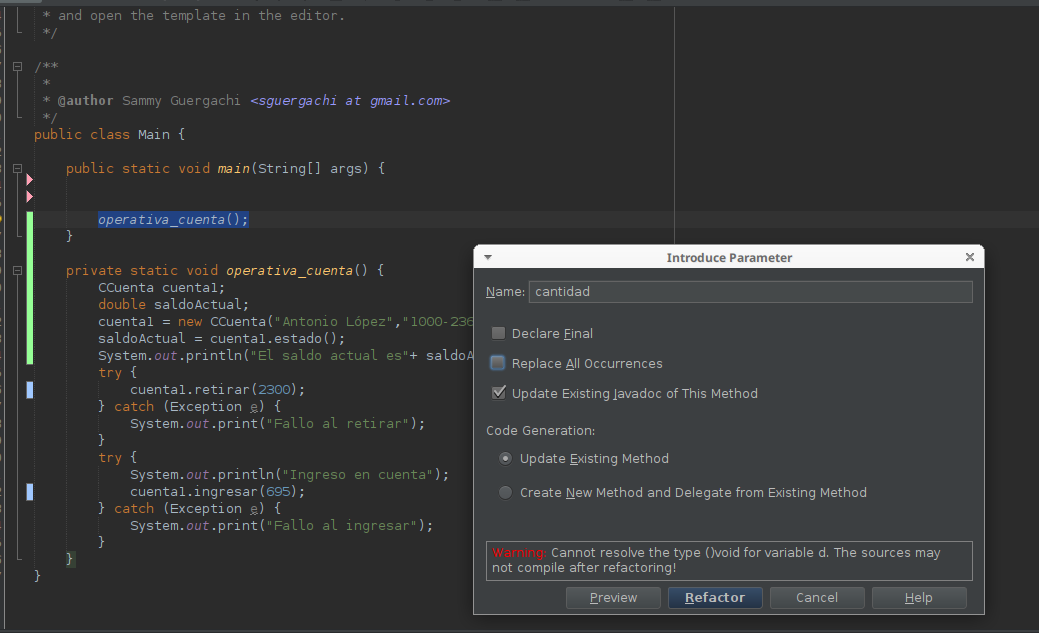 * and open the template in the editor.
*/
/**
*
* @author Sammy Guergachi <sguergachi at gmail.com>
*/
public class Main {
public static void main(String[] args) {
operativa_cuenta();
}
private static void operativa_cuenta() {
CCuenta cuenta1;
double saldoActual;
cuenta1 = new CCuenta("Antonio López","1000-236
saldoActual = cuenta1.estado();
System.out.println("El saldo actual es"+ saldoA
try {
cuenta1.retirar(2300);
} catch (Exception e) {
System.out.print("Fallo al retirar");
}
try {
System.out.println("Ingreso en cuenta");
cuenta1.ingresar(695);
} catch (Exception e) {
System.out.print("Fallo al ingresar");
}
}
}
Introduce Parameter
Name: cantidad
Declare Final
Replace All Occurrences
Update Existing Javadoc of This Method
Code Generation:
Update Existing Method
Create New Method and Delegate from Existing Method
Warning: Cannot resolve the type ()void for variable d. The sources may
not compile after refactoring!
Preview Refactor Cancel Help